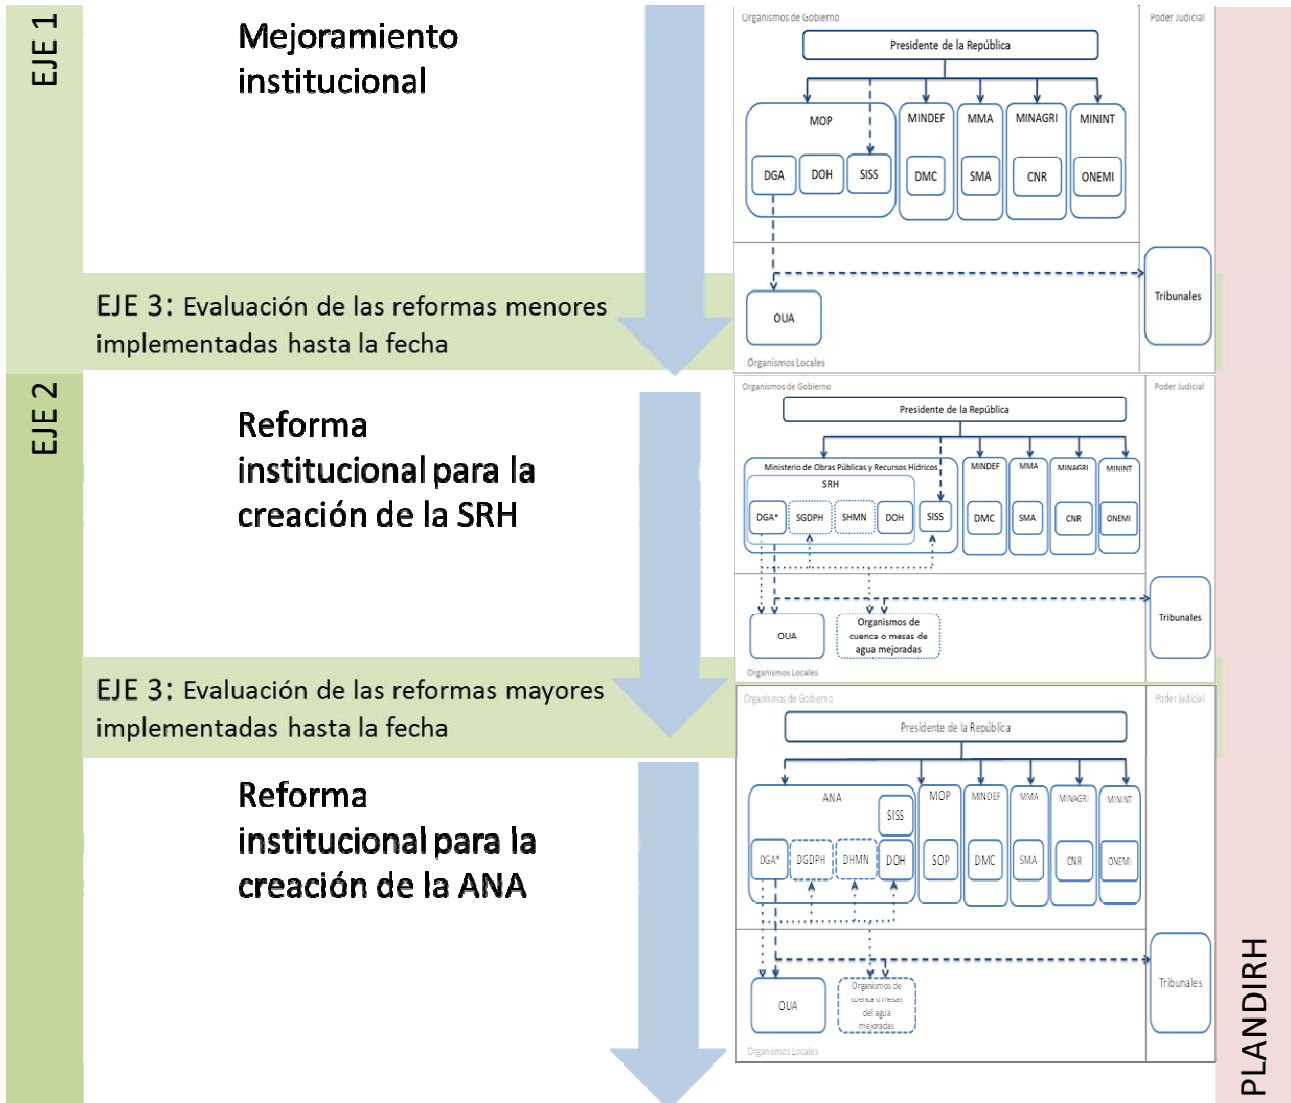 EJE 1
Mejoramiento
institucional
Organismos de Gobierno
Poder Judicial
Presidente de la República
MOP
MINDEF
MMA
MINAGRI
MININT
DGA
DOH
SISS
DMC
SMA
CNR
ONEMI
Tribunales
OUA
Organismos Locales
EJE 3: Evaluación de las reformas menores
implementadas hasta la fecha
EJE 2
Reforma
institucional para la
creación de la SRH
Organismos de Gobierno
Poder Judicial
Presidente de la República
Ministerio de Obras Públicas y Recursos Hídricos
MINDEF
MMA
MINAGRI
MININT
SRH
DGA*
SGDPH
SHMN
DOH
SISS
DMC
SMA
CNR
ONEMI
Tribunales
OUA
Organismos de
cuenca o mesas de
agua mejoradas
Organismos Locales
EJE 3: Evaluación de las reformas mayores
implementadas hasta la fecha
Reforma
institucional para la
creación de la ANA
Organismos de Gobierno
Poder Judicial
Presidente de la República
ANA
MOP
MINDEF
MMA
MINAGRI
MININT
SISS
DGA*
DGDPH
DHMN
DOH
SOP
DMC
SMA
CNR
ONEMI
Tribunales
OUA
Organismos de
cuenca o mesas
del agua
mejoradas
Organismos Locales
PLANDIRH